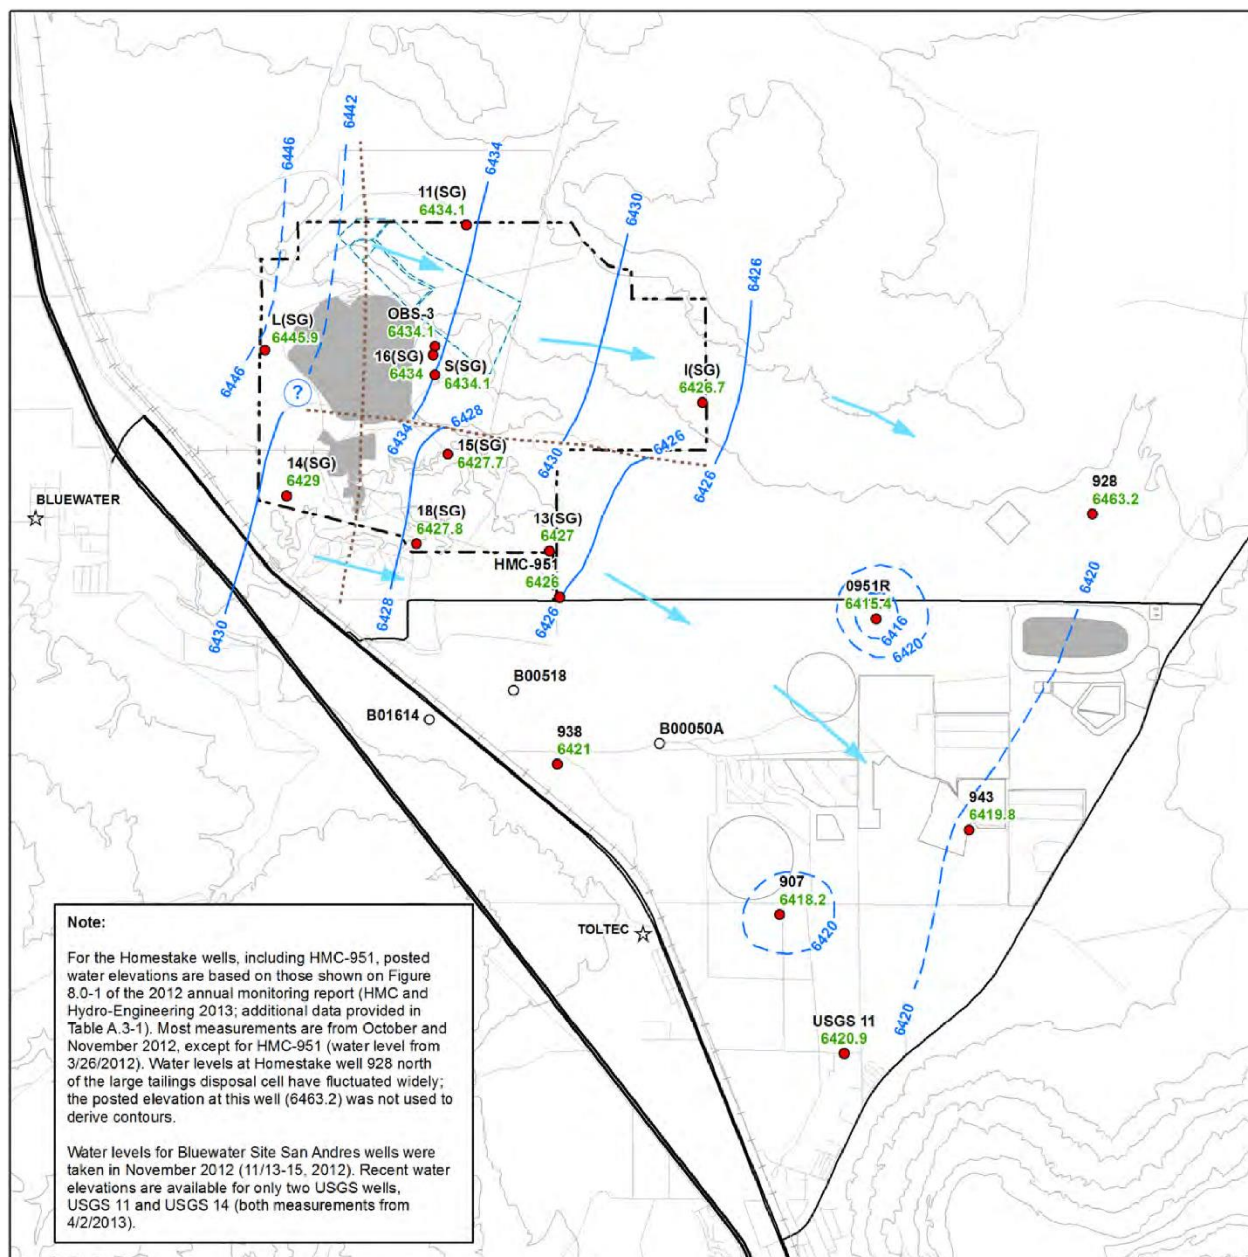 6446
6442
6434
6430
6426
11(SG)
6434.1
L(SG)
6445.9
OBS-3
6434.1
16(SG)
6434
S(SG)
6434.1
I(SG)
6426.7
6446
?
6434
6428
6430
6426
6426
15(SG)
6427.7
14(SG)
6429
BLUEWATER
18(SG)
6427.8
13(SG)
6427
HMC-951
6426
928
6463.2
6430
6428
6426
0951R
6415.4
6416
6420
6420
B00518
B01614
B00050A
938
6421
943
6419.8
907
6418.2
6420
TOLTEC
USGS 11
6420.9
6420
Note:
For the Homestake wells, including HMC-951, posted
water elevations are based on those shown on Figure
8.0-1 of the 2012 annual monitoring report (HMC and
Hydro-Engineering 2013; additional data provided in
Table A.3-1). Most measurements are from October and
November 2012, except for HMC-951 (water level from
3/26/2012). Water levels at Homestake well 928 north
of the large tailings disposal cell have fluctuated widely;
the posted elevation at this well (6463.2) was not used to
derive contours.
Water levels for Bluewater Site San Andres wells were
taken in November 2012 (11/13-15, 2012). Recent water
elevations are available for only two USGS wells,
USGS 11 and USGS 14 (both measurements from
4/2/2013).